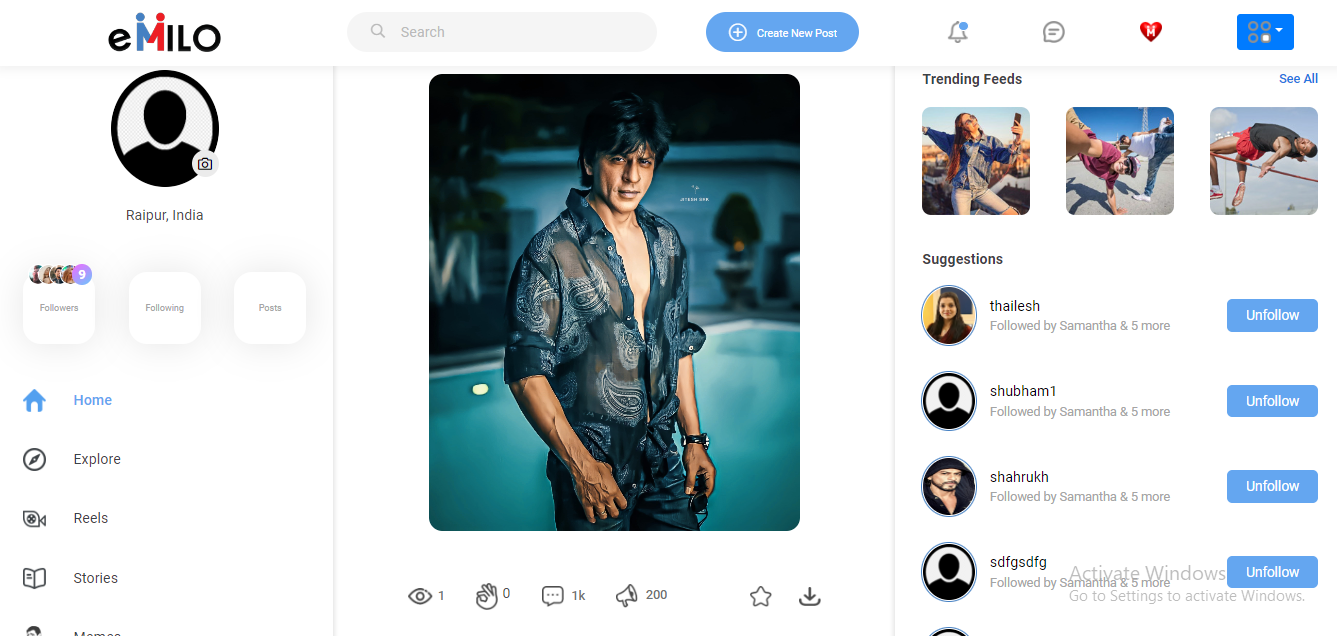 eMILO
Search
Create New Post
M
Raipur, India
9
Followers
Following
Posts
Home
Explore
Reels
Stories
JITESH SRK
1
0
1k
200
Trending Feeds
See All
Suggestions
thailesh
Followed by Samantha & 5 more
Unfollow
shubham1
Followed by Samantha & 5 more
Unfollow
shahrukh
Followed by Samantha & 5 more
Unfollow
sdfgsdfg
Followed by Samantha & 5 more
Unfollow
Activate Windows
Go to Settings to activate Windows.